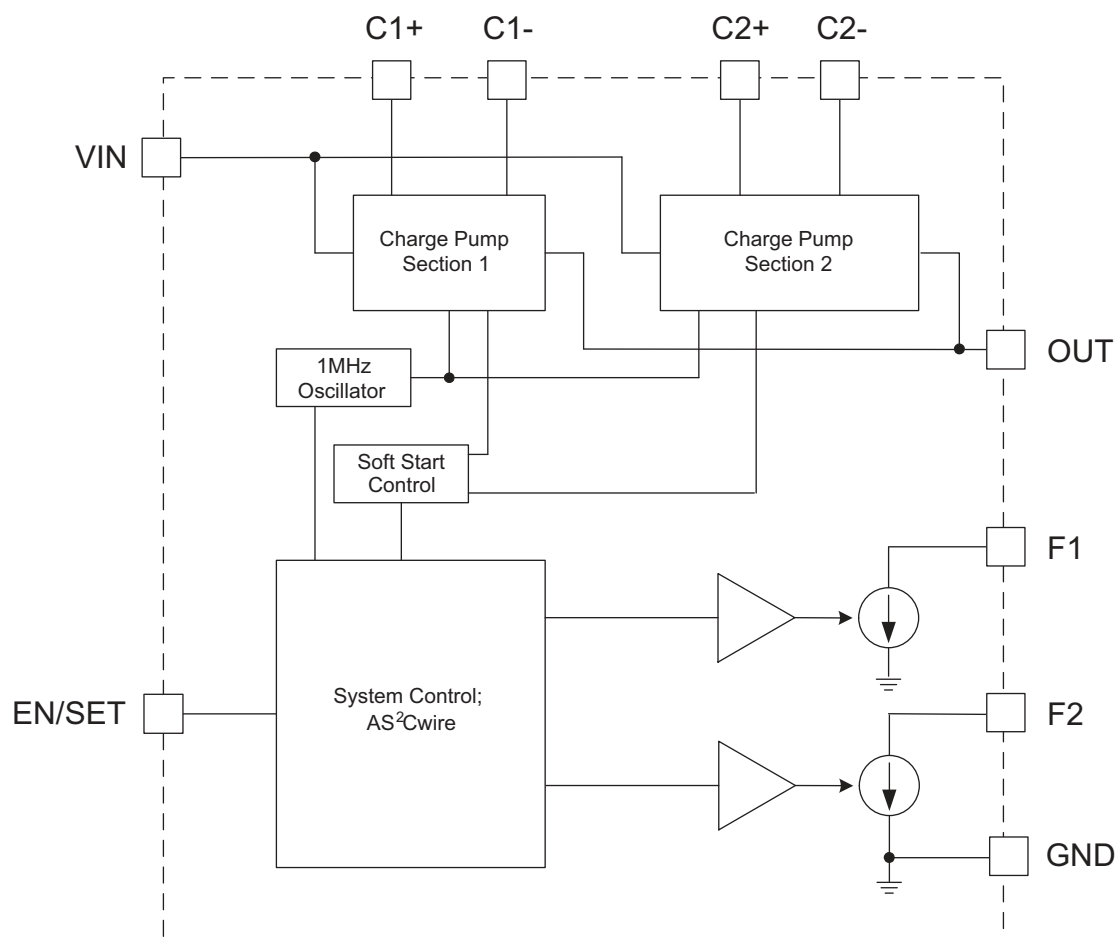 C1+
C1-
C2+
C2-
VIN
Charge Pump
Section 1
Charge Pump
Section 2
OUT
1MHz
Oscillator
Soft Start
Control
F1
System Control;
AS²Cwire
EN/SET
F2
GND